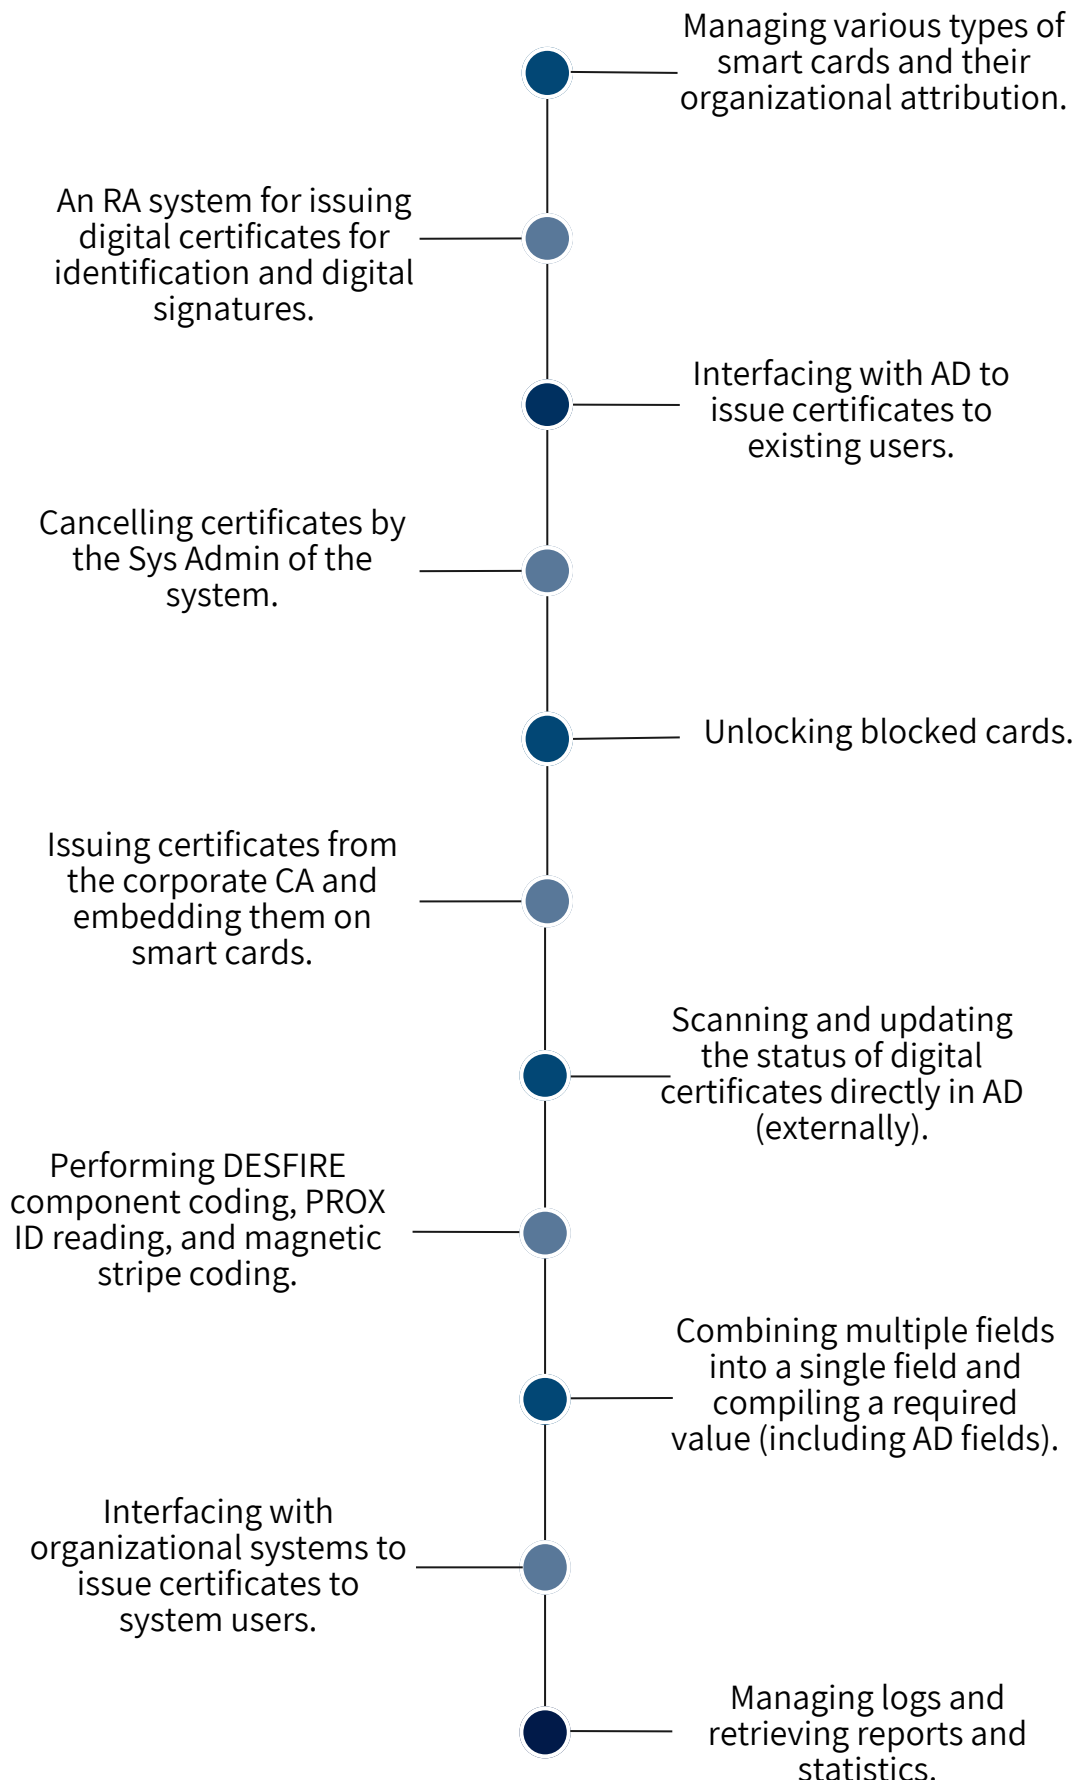 Managing various types of
smart cards and their
organizational attribution.
An RA system for issuing
digital certificates for
identification and digital
signatures.
Interfacing with AD to
issue certificates to
existing users.
Cancelling certificates by
the Sys Admin of the
system.
Unlocking blocked cards.
Issuing certificates from
the corporate CA and
embedding them on
smart cards.
Scanning and updating
the status of digital
certificates directly in AD
(externally).
Performing DESFIRE
component coding, PROX
ID reading, and magnetic
stripe coding.
Combining multiple fields
into a single field and
compiling a required
value (including AD fields).
Interfacing with
organizational systems to
issue certificates to
system users.
Managing logs and
retrieving reports and
statistics.